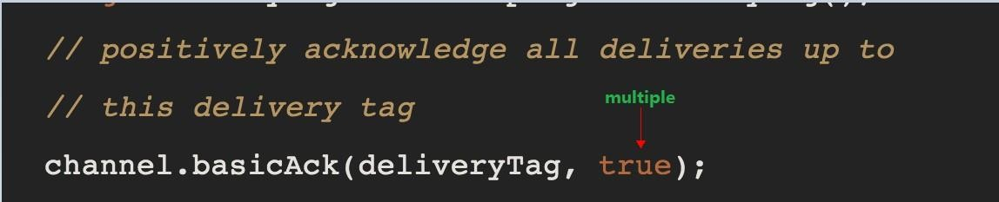 // positively acknowledge all deliveries up to
// this delivery tag
multiple
channel.basicAck(deliveryTag, true);